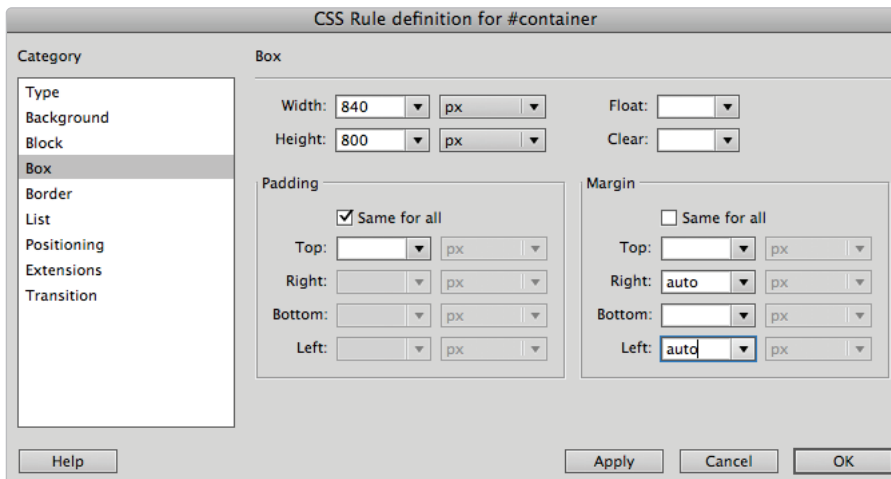 CSS Rule definition for #container
Category
Type
Background
Block
Box
Border
List
Positioning
Extensions
Transition
Box
Width: 840 px
Height: 800 px
Float:
Clear:
Padding
Same for all
Top: px
Right: px
Bottom: px
Left: px
Margin
Same for all
Top: px
Right: auto px
Bottom: px
Left: auto px
Help
Apply
Cancel
OK